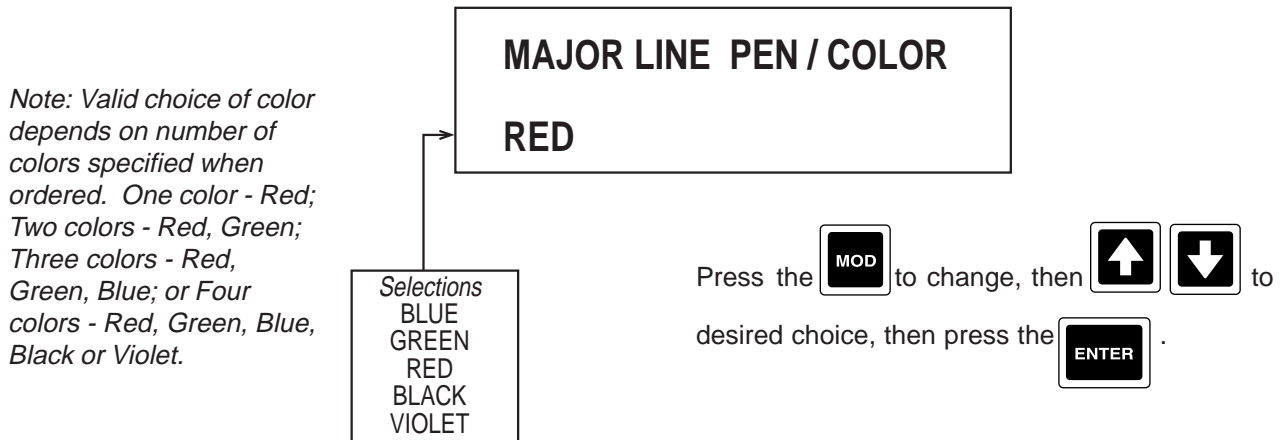 MAJOR LINE PEN / COLOR
RED
Note: Valid choice of color
depends on number of
colors specified when
ordered. One color - Red;
Two colors - Red, Green;
Three colors - Red,
Green, Blue; or Four
colors - Red, Green, Blue,
Black or Violet.
Selections
BLUE
GREEN
RED
BLACK
VIOLET
Press the MOD to change, then to
desired choice, then press the ENTER .